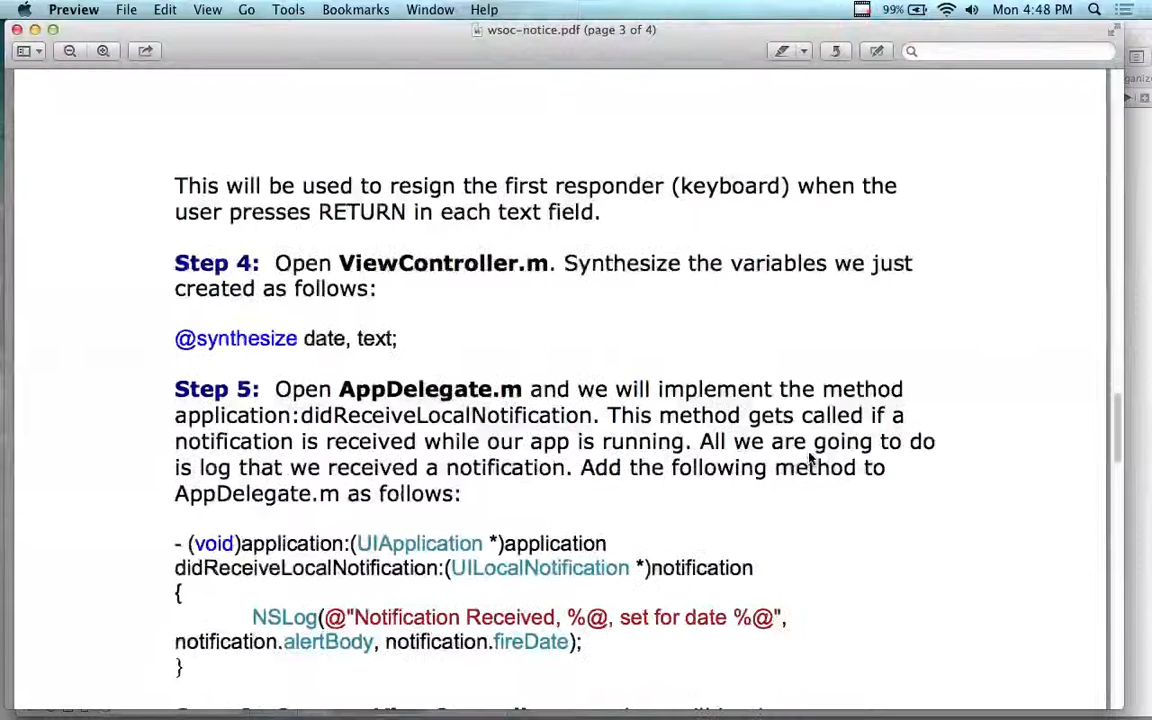 Preview File Edit View Go Tools Bookmarks Window Help 99% Mon 4:48 PM
wsoc-notice.pdf (page 3 of 4)
This will be used to resign the first responder (keyboard) when the
user presses RETURN in each text field.
Step 4: Open ViewController.m. Synthesize the variables we just
created as follows:
@synthesize date, text;
Step 5: Open AppDelegate.m and we will implement the method
application:didReceiveLocalNotification. This method gets called if a
notification is received while our app is running. All we are going to do
is log that we received a notification. Add the following method to
AppDelegate.m as follows:
- (void)application:(UIApplication *)application
didReceiveLocalNotification:(UILocalNotification *)notification
{
NSLog(@"Notification Received, %@, set for date %@",
notification.alertBody, notification.fireDate);
}